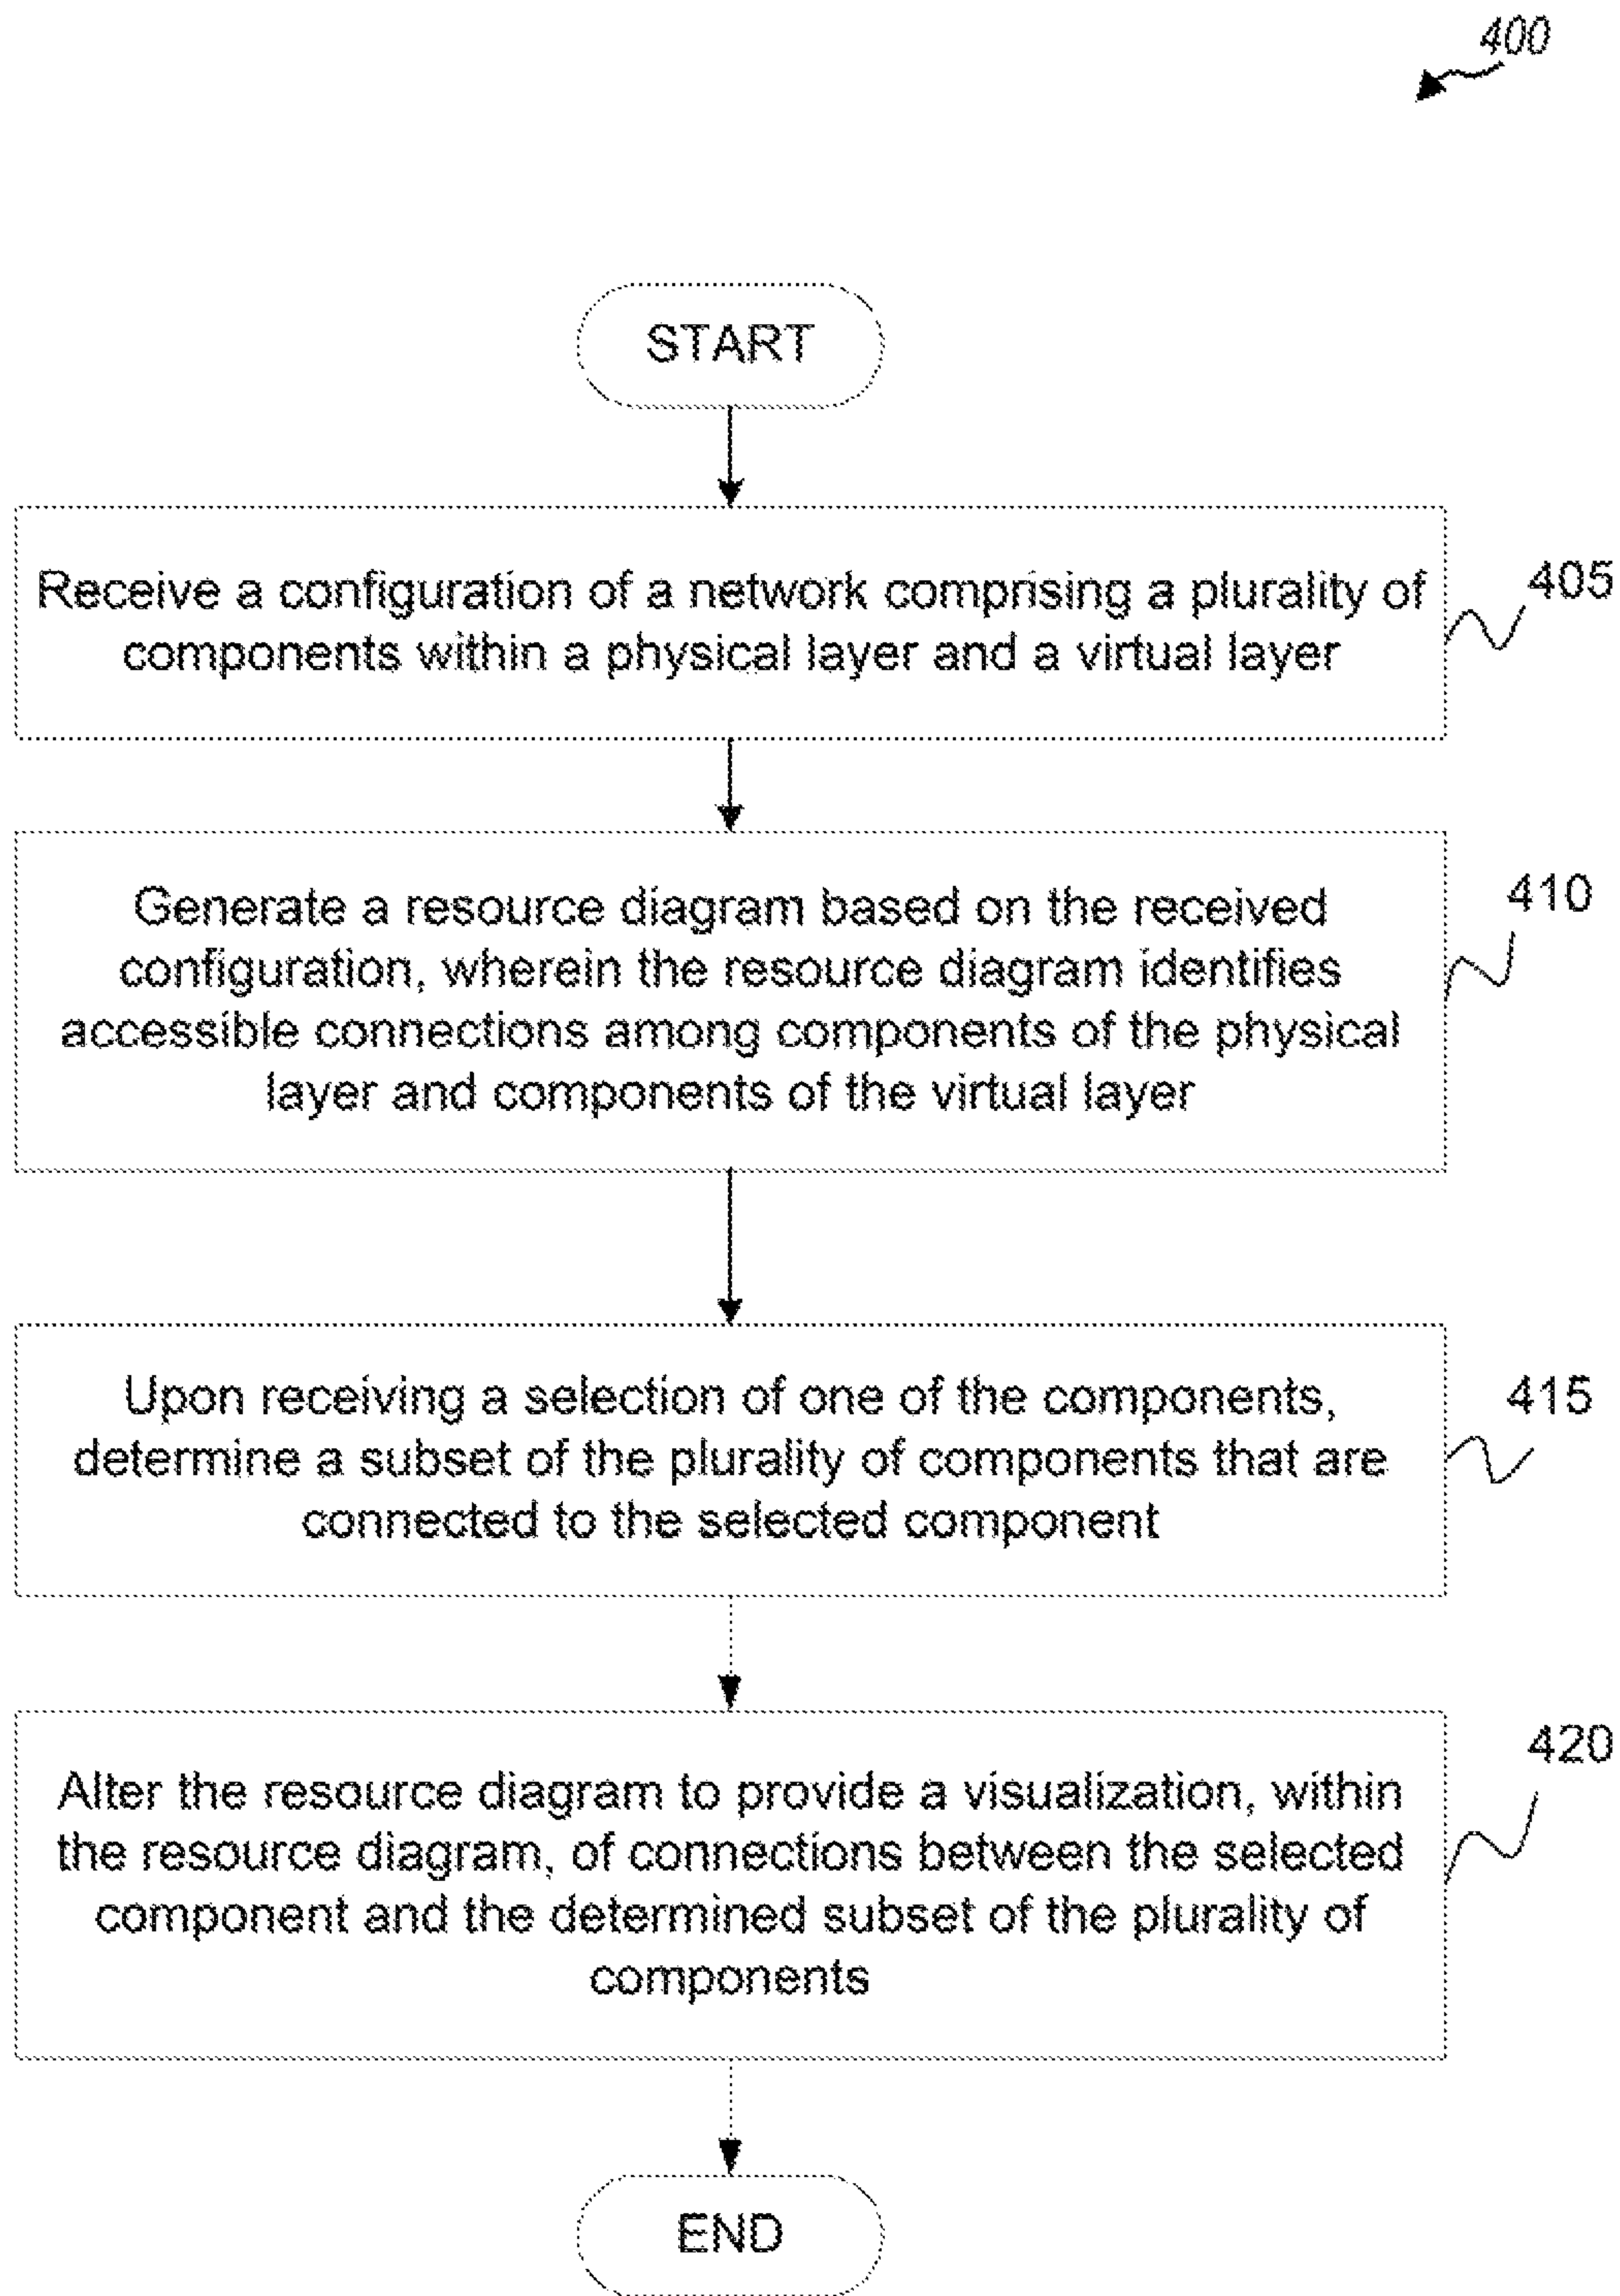 400
START
Receive a configuration of a network comprising a plurality of
components within a physical layer and a virtual layer
405
Generate a resource diagram based on the received
configuration, wherein the resource diagram identifies
accessible connections among components of the physical
layer and components of the virtual layer
410
Upon receiving a selection of one of the components,
determine a subset of the plurality of components that are
connected to the selected component
415
Alter the resource diagram to provide a visualization, within
the resource diagram, of connections between the selected
component and the determined subset of the plurality of
components
420
END